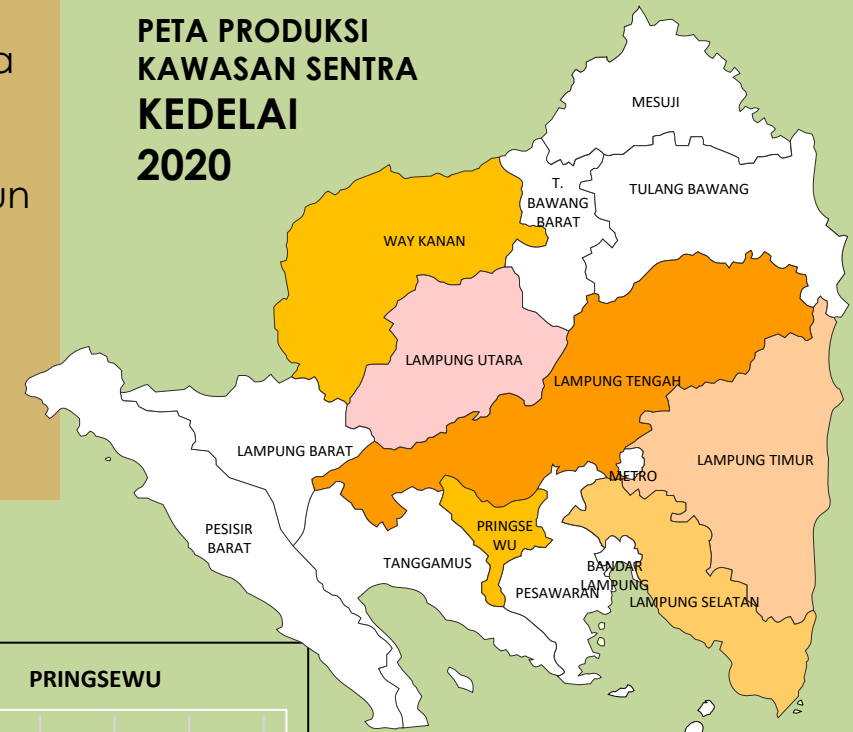 a
un
PETA PRODUKSI
KAWASAN SENTRA
KEDELAI
2020
MESUJI
T.
BAWANG
BARAT
TULANG BAWANG
WAY KANAN
LAMPUNG UTARA
LAMPUNG TENGAH
LAMPUNG BARAT
LAMPUNG TIMUR
METRO
PESISIR
BARAT
PRINGSE
WU
TANGGAMUS
BANDAR
LAMPUNG
PESAWARAN
LAMPUNG SELATAN
PRINGSEWU